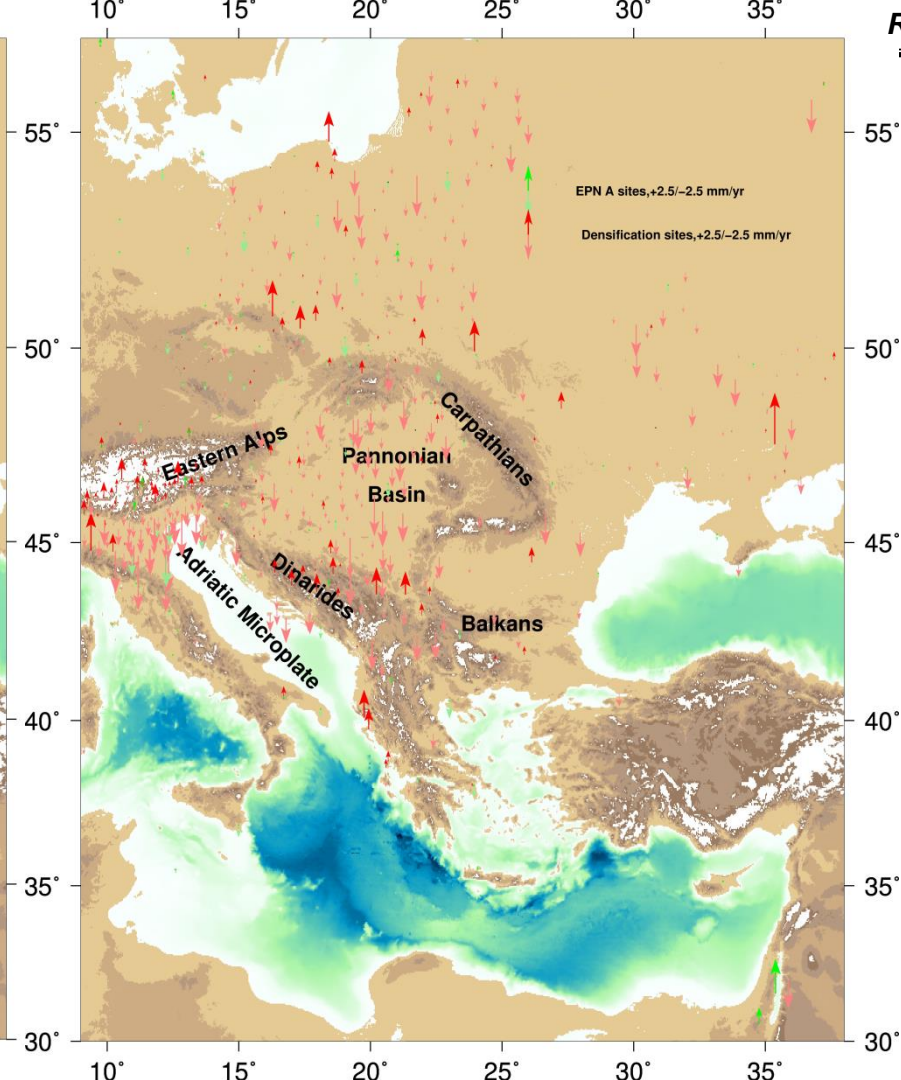 10° 15° 20° 25° 30° 35°
R
55° 55° 55°
EPN A sites,+2.5/−2.5 mm/yr
Densification sites,+2.5/−2.5 mm/yr
50° 50°
Carpathians
Eastern Alps
Pannonian
Basin
45° 45°
Dinarides
Adriatic Microplate
Balkans
40° 40°
35° 35°
30° 30°
10° 15° 20° 25° 30° 35°